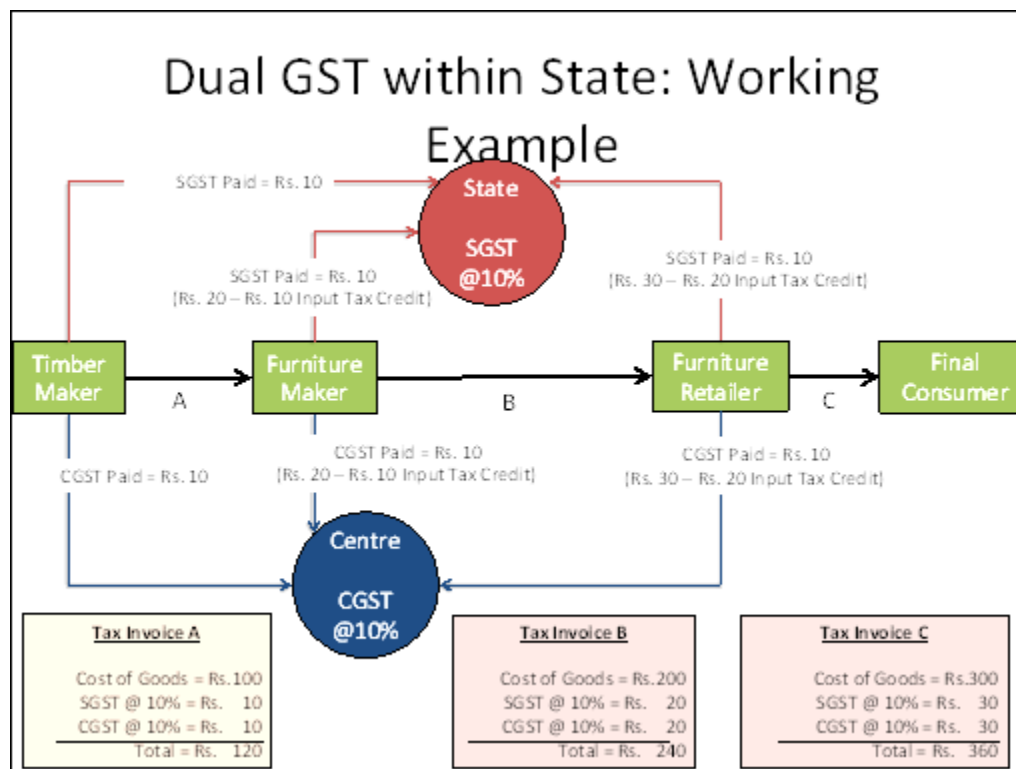 Dual GST within State: Working
Example
SGST Paid = Rs. 10
State
SGST
@10%
SGST Paid = Rs. 10
(Rs. 20 – Rs. 10 Input Tax Credit)
SGST Paid = Rs. 10
(Rs. 30 – Rs. 20 Input Tax Credit)
Timber
Maker
A
Furniture
Maker
B
Furniture
Retailer
C
Final
Consumer
CGST Paid = Rs. 10
CGST Paid = Rs. 10
(Rs. 20 – Rs. 10 Input Tax Credit)
CGST Paid = Rs. 10
(Rs. 30 – Rs. 20 Input Tax Credit)
Centre
CGST
@10%
Tax Invoice A
Cost of Goods = Rs.100
SGST @ 10% = Rs. 10
CGST @ 10% = Rs. 10
Total = Rs. 120
Tax Invoice B
Cost of Goods = Rs.200
SGST @ 10% = Rs. 20
CGST @ 10% = Rs. 20
Total = Rs. 240
Tax Invoice C
Cost of Goods = Rs.300
SGST @ 10% = Rs. 30
CGST @ 10% = Rs. 30
Total = Rs. 360